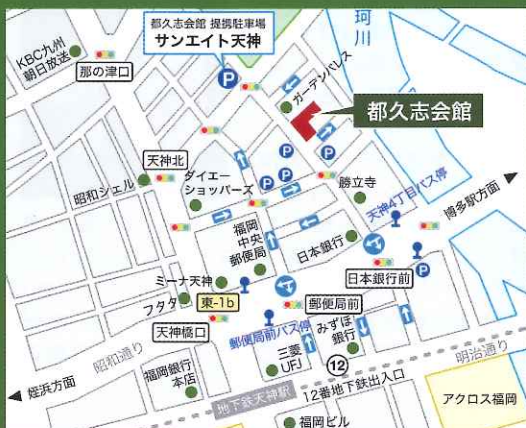 都久志会館 提携駐車場
サンエイト天神
P
珂川
KBC九州
朝日放送
那の津口
ガーデンパレス
都久志会館
天神北
昭和シェル
ダイエー
ショッパーズ
P
P
P
P
勝立寺
天神4丁目バス停
博多駅方面
福岡
中央
郵便局
日本銀行
ミーナ天神
東-1b
フタタ
天神橋口
郵便局前
日本銀行前
P
郵便局前バス停
みずほ
銀行
昭和通り
姪浜方面
福岡銀行
本店
三菱
UFJ
12
明治通り
地下鉄天神駅
12番地下鉄出入口
アクロス福岡
福岡ビル